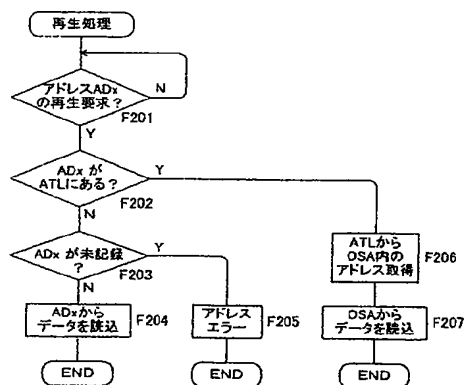 再生処理
アドレスADx
の再生要求?
N
F201
Y
ADx が
ATLにある?
Y
F202
N
ADx が未記録
?
Y
F203
N
ATLから
OSA内の
アドレス取得
F206
ADxから
データを読込
F204
アドレス
エラー
F205
OSAから
データを読込
F207
END
END
END